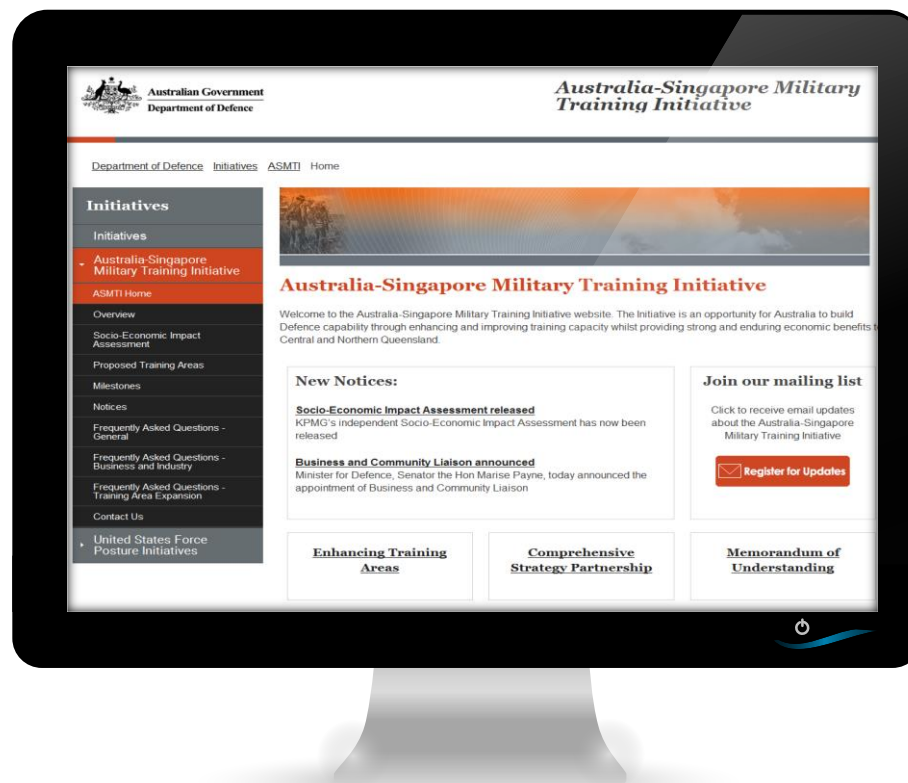 Australian Government
Department of Defence
Australia-Singapore Military
Training Initiative
Department of Defence Initiatives ASMTI Home
Initiatives
Initiatives
Australia-Singapore
Military Training Initiative
ASMTI Home
Overview
Socio-Economic Impact
Assessment
Proposed Training Areas
Milestones
Notices
Frequently Asked Questions -
General
Frequently Asked Questions -
Business and Industry
Frequently Asked Questions -
Training Area Expansion
Contact Us
United States Force
Posture Initiatives
Australia-Singapore Military Training Initiative
Welcome to the Australia-Singapore Military Training Initiative website. The Initiative is an opportunity for Australia to build
Defence capability through enhancing and improving training capacity whilst providing strong and enduring economic benefits t
Central and Northern Queensland.
New Notices:
Socio-Economic Impact Assessment released
KPMG's independent Socio-Economic Impact Assessment has now been
released
Business and Community Liaison announced
Minister for Defence, Senator the Hon Marise Payne, today announced the
appointment of Business and Community Liaison
Join our mailing list
Click to receive email updates
about the Australia-Singapore
Military Training Initiative
Register for Updates
Enhancing Training
Areas
Comprehensive
Strategy Partnership
Memorandum of
Understanding